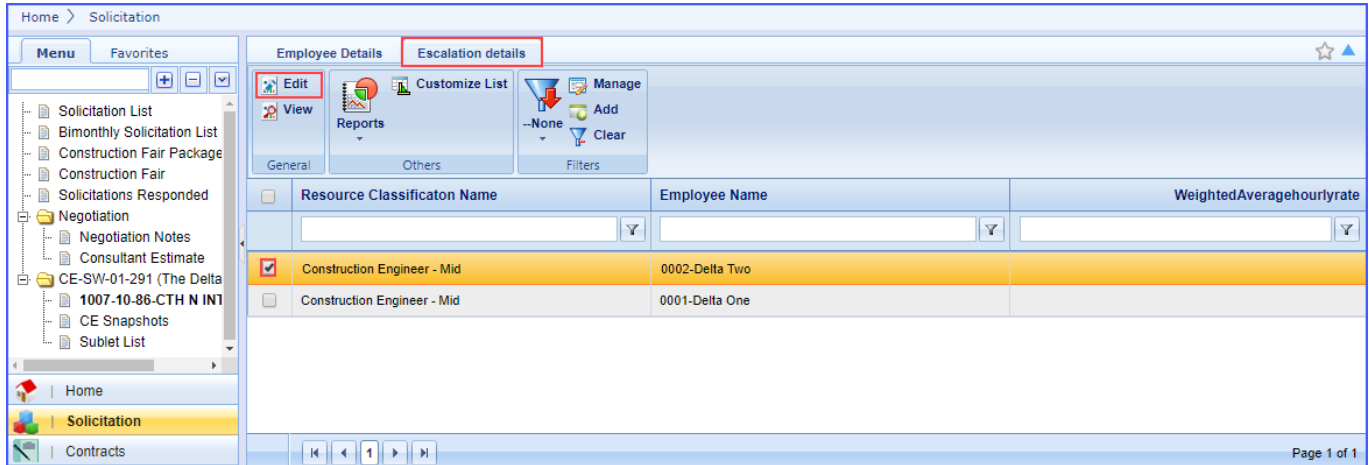 Home > Solicitation
Menu Favorites
Solicitation List
Bimonthly Solicitation List
Construction Fair Package
Construction Fair
Solicitations Responded
Negotiation
Negotiation Notes
Consultant Estimate
CE-SW-01-291 (The Delta
1007-10-86-CTH N INT
CE Snapshots
Sublet List
| Home
| Solicitation
| Contracts
Employee Details Escalation details
Edit
View
General
Reports
Customize List
Others
--None
Manage
Add
Clear
Filters
Resource Classificaton Name Employee Name WeightedAveragehourlyrate
Construction Engineer - Mid 0002-Delta Two
Construction Engineer - Mid 0001-Delta One
1 Page 1 of 1